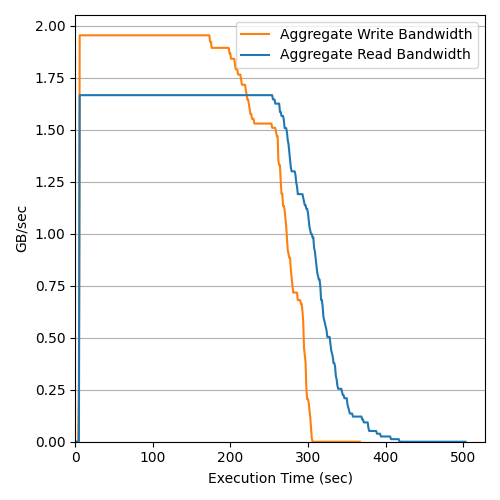 Aggregate Write Bandwidth
Aggregate Read Bandwidth
2.00
1.75
1.50
1.25
1.00
0.75
0.50
0.25
0.00
GB/sec
0 100 200 300 400 500
Execution Time (sec)